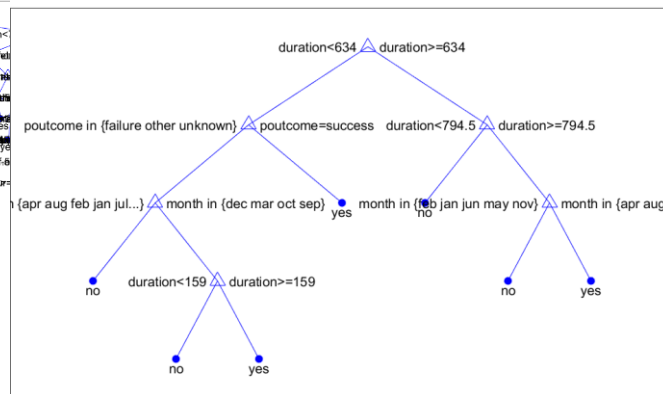 duration<634 duration>=634
poutcome in {failure other unknown} poutcome=success duration<794.5 duration>=794.5
{apr aug feb jan jul...} month in {dec mar oct sep} yes month in {feb jan jun may nov} no month in {apr aug
no duration<159 duration>=159 no yes
no yes